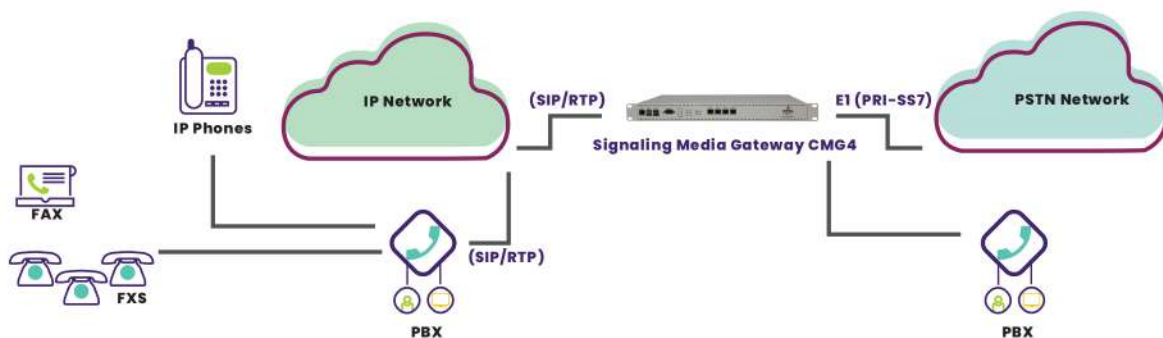 IP Phones
IP Network
(SIP/RTP)
Signaling Media Gateway CMG4
E1 (PRI-SS7)
PSTN Network
FAX
FXS
(SIP/RTP)
PBX
PBX